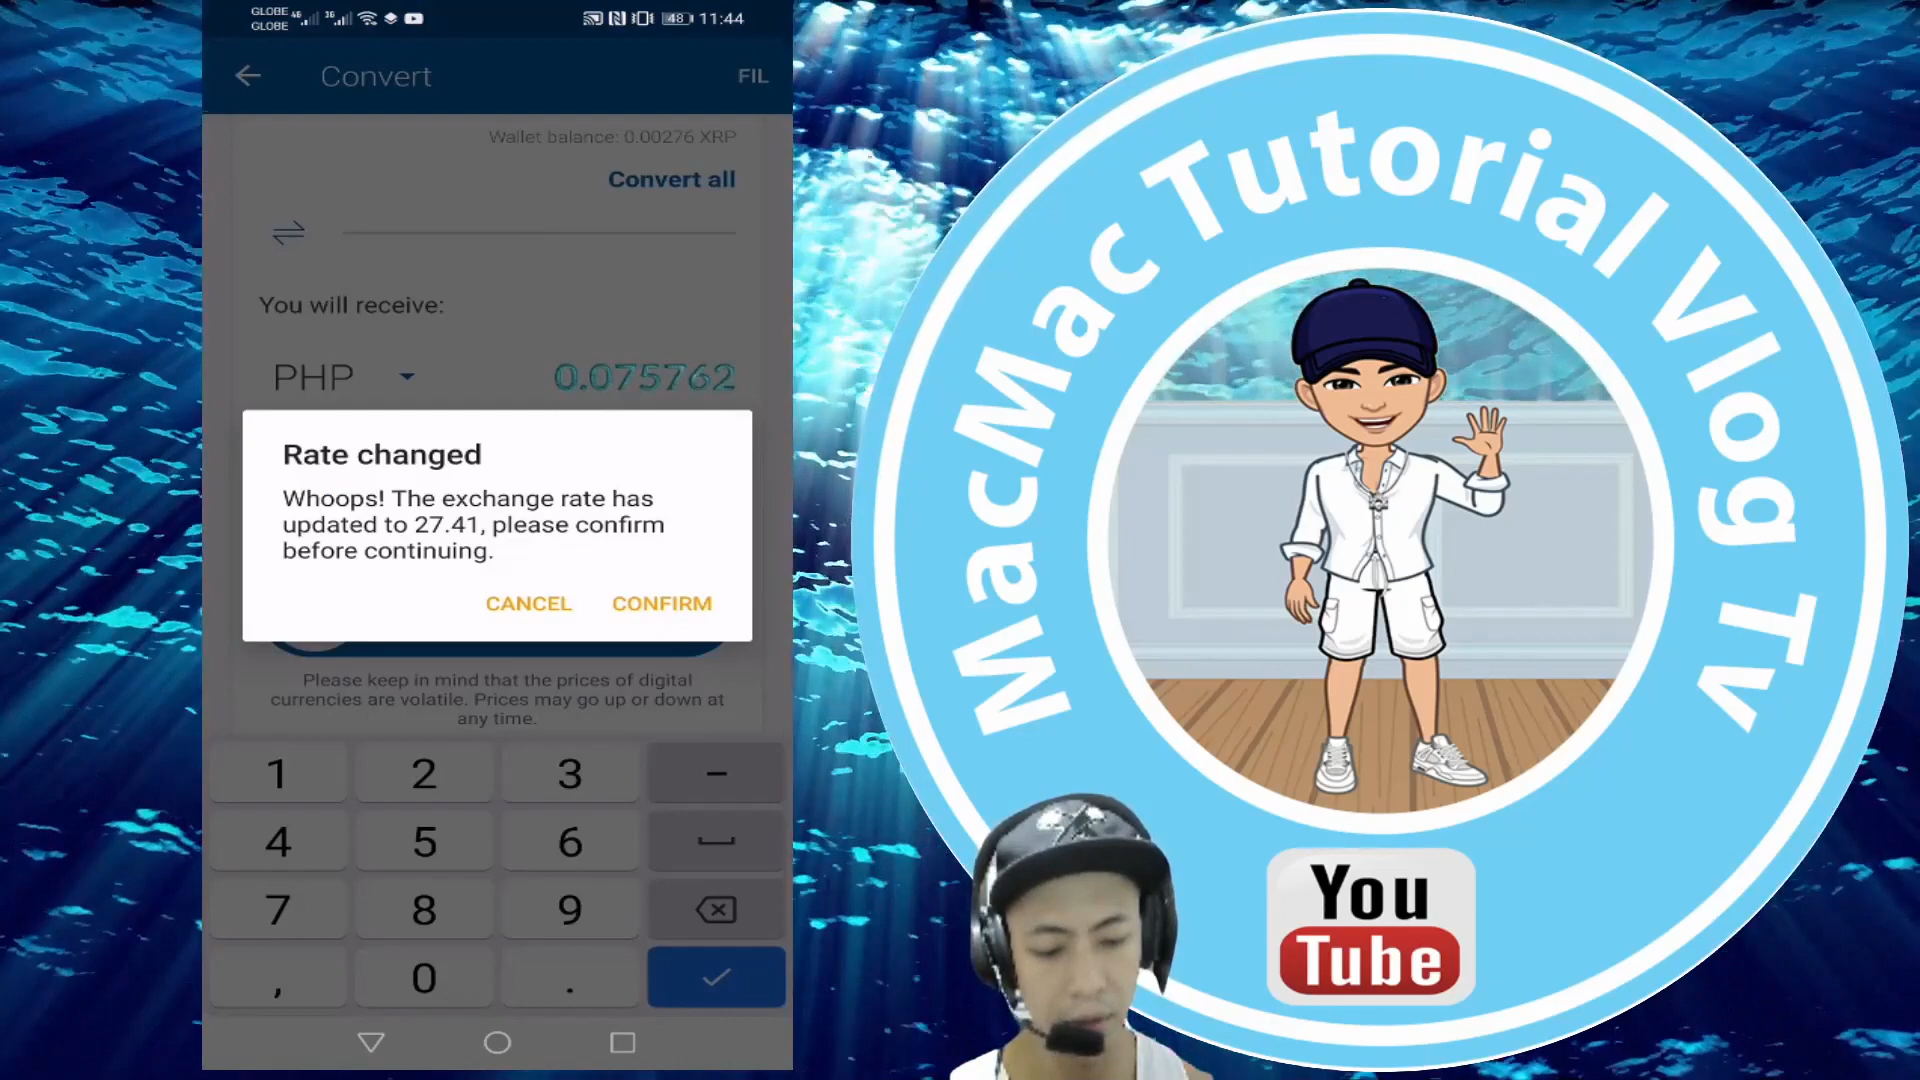 GLOBE 4G 3G
GLOBE
48 11:44
Convert
FIL
Wallet balance: 0.00276 XRP
Convert all
You will receive:
PHP
0.075762
Rate changed
Whoops! The exchange rate has
updated to 27.41, please confirm
before continuing.
CANCEL
CONFIRM
Please keep in mind that the prices of digital
currencies are volatile. Prices may go up or down at
any time.
1 2 3 –
4 5 6
7 8 9
, 0 .
MacMac Tutorial Vlog Tv
You
Tube